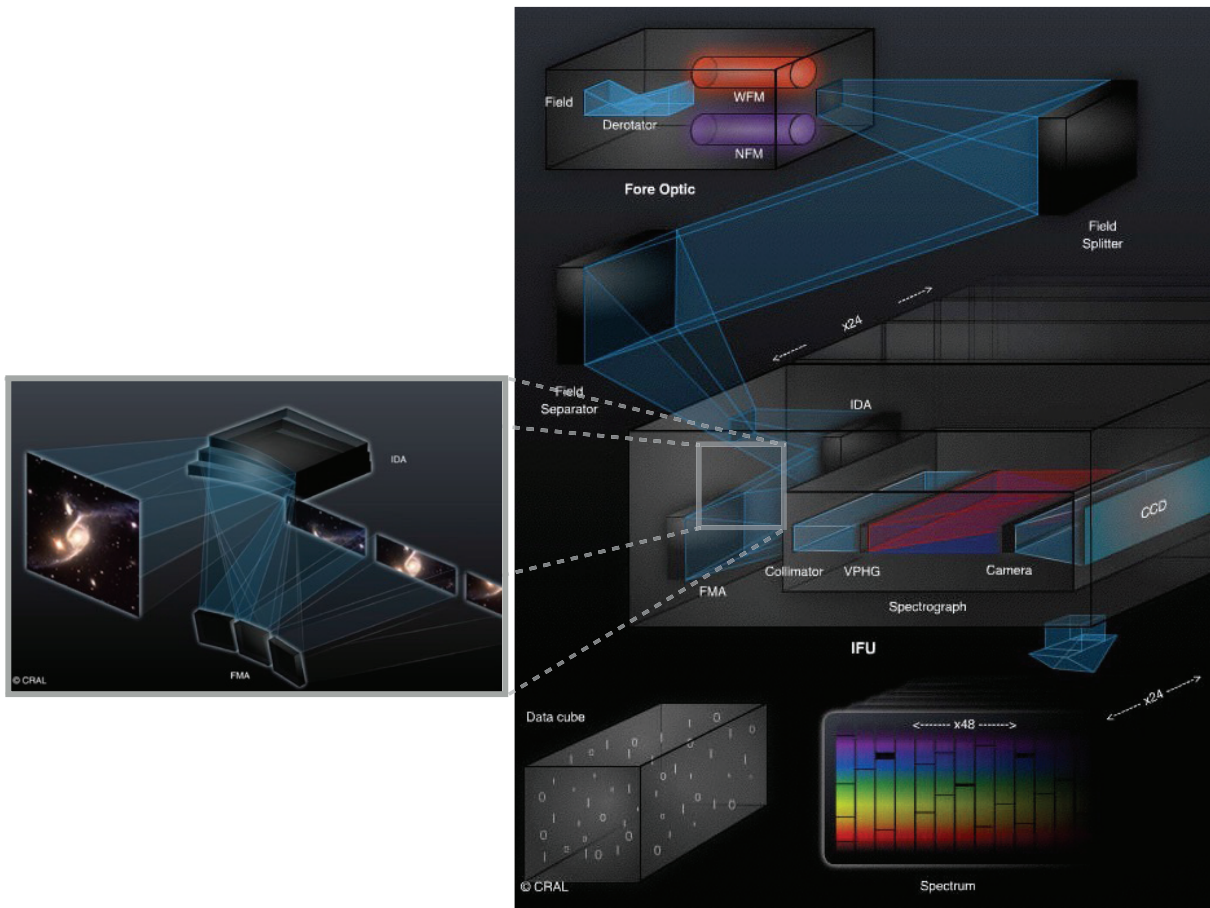 Field
WFM
Derotator
NFM
Fore Optic
Field
Splitter
<------ x24 ------>
Field
Separator
IDA
CCD
Collimator
VPHG
Camera
FMA
Spectrograph
IFU
IDA
FMA
© CRAL
Data cube
<------- x48 ------->
<------ x24 ------>
© CRAL
Spectrum